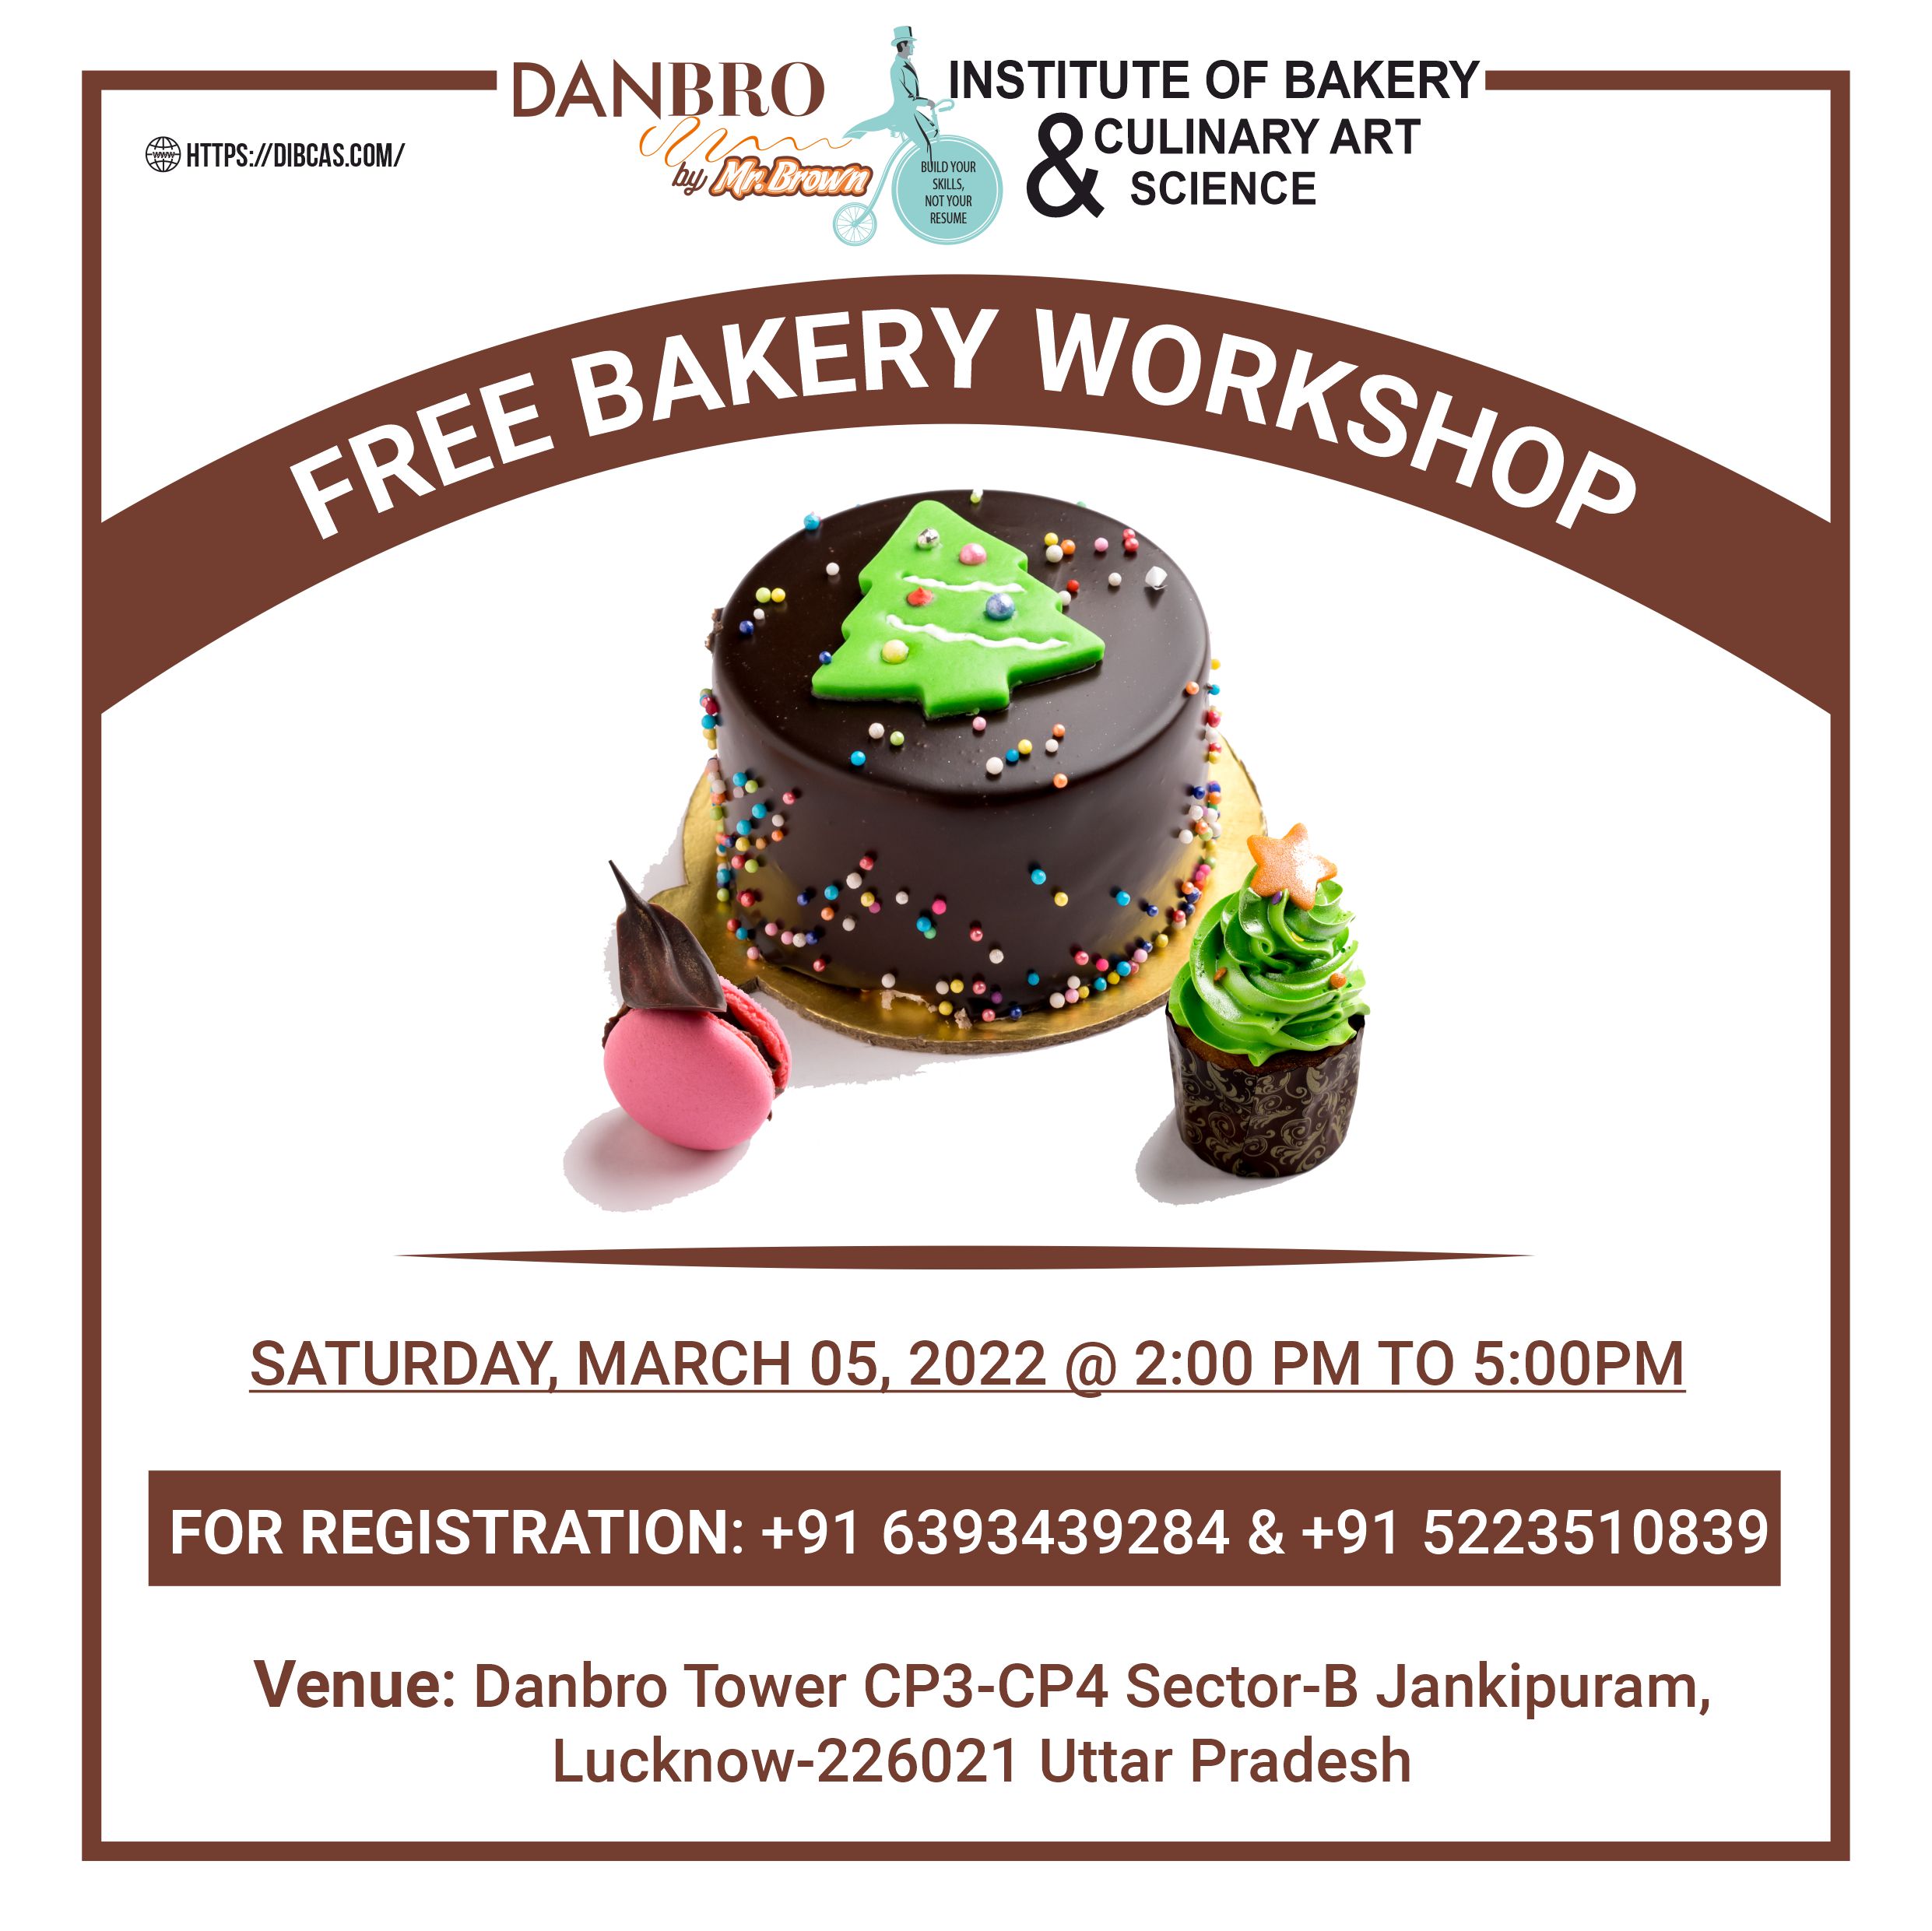 DANBRO
by Mr. Brown
BUILD YOUR
SKILLS,
NOT YOUR
RESUME
INSTITUTE OF BAKERY
& CULINARY ART
SCIENCE
WWW
HTTPS://DIBCAS.COM/
FREE BAKERY WORKSHOP
SATURDAY, MARCH 05, 2022 @ 2:00 PM TO 5:00PM
FOR REGISTRATION: +91 6393439284 & +91 5223510839
Venue: Danbro Tower CP3-CP4 Sector-B Jankipuram,
Lucknow-226021 Uttar Pradesh